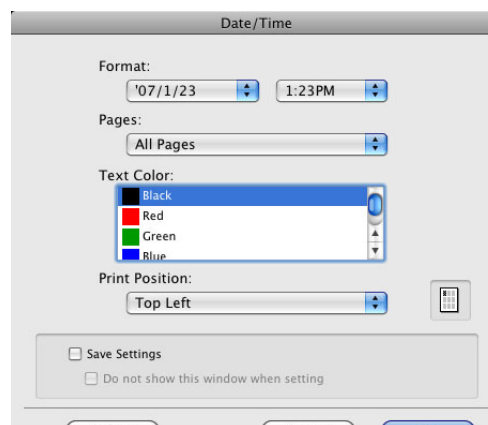 Date/Time
Format:
'07/1/23 1:23PM
Pages:
All Pages
Text Color:
Black
Red
Green
Blue
Print Position:
Top Left
Save Settings
Do not show this window when setting